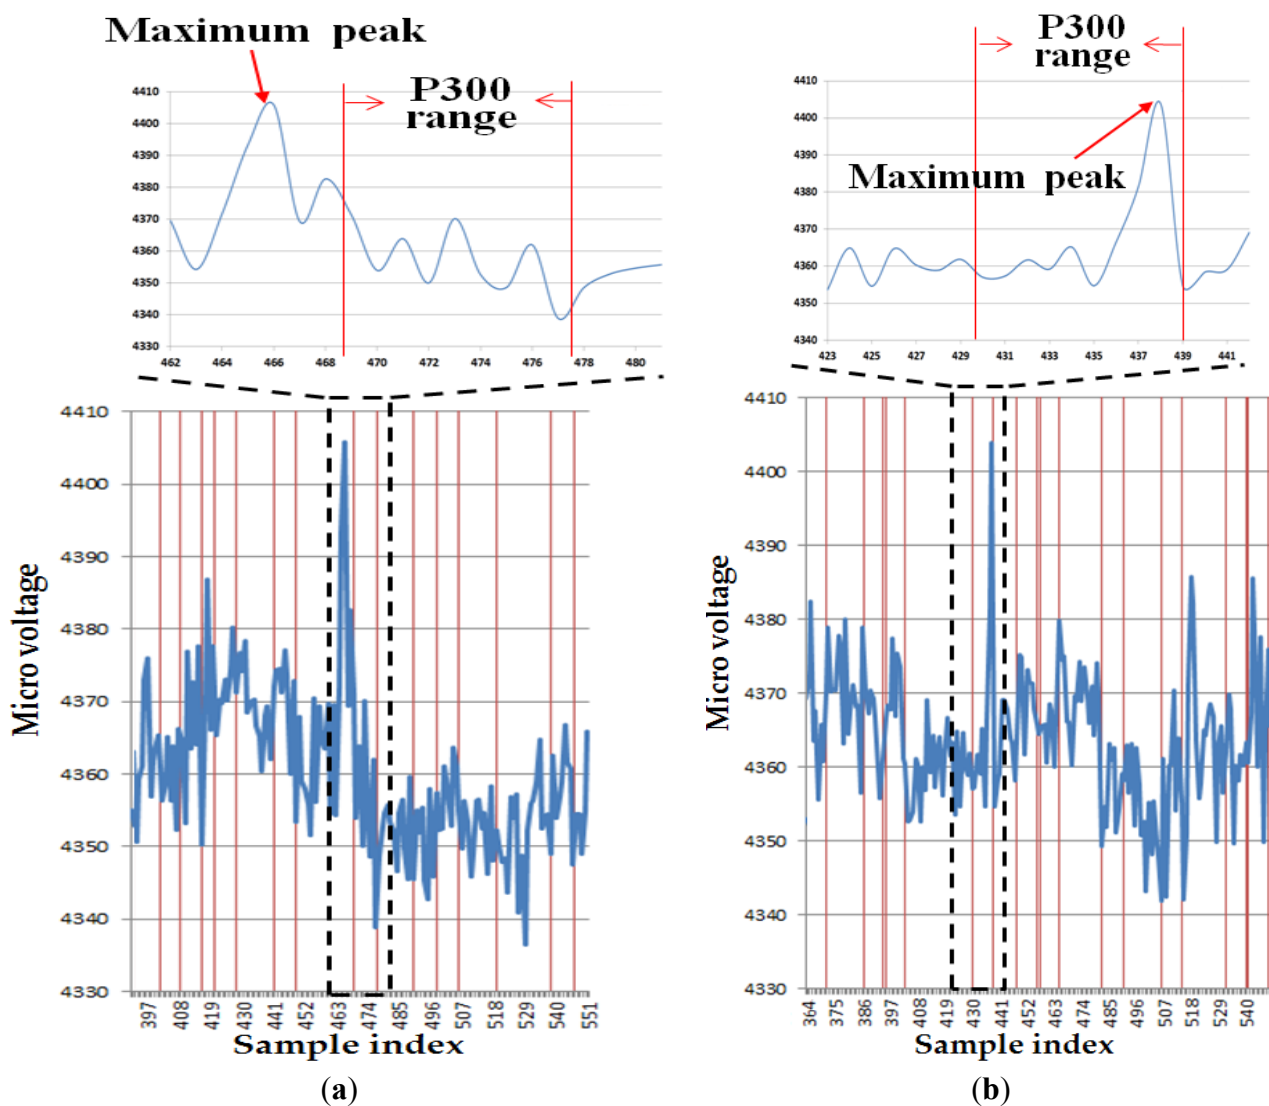 Maximum peak
P300
range
4410
4400
4390
4380
4370
4360
4350
4340
4330
462 464 466 468 470 472 474 476 478 480
4410
4400
4390
4380
4370
4360
4350
4340
4330
Micro voltage
397 408 419 430 441 452 463 474 485 496 507 518 529 540 551
Sample index
(a)
P300
range
Maximum peak
4410
4400
4390
4380
4370
4360
4350
4340
423 425 427 429 431 433 435 437 439 441
4410
4400
4390
4380
4370
4360
4350
4340
4330
Micro voltage
364 375 386 397 408 419 430 441 452 463 474 485 496 507 518 529 540
Sample index
(b)